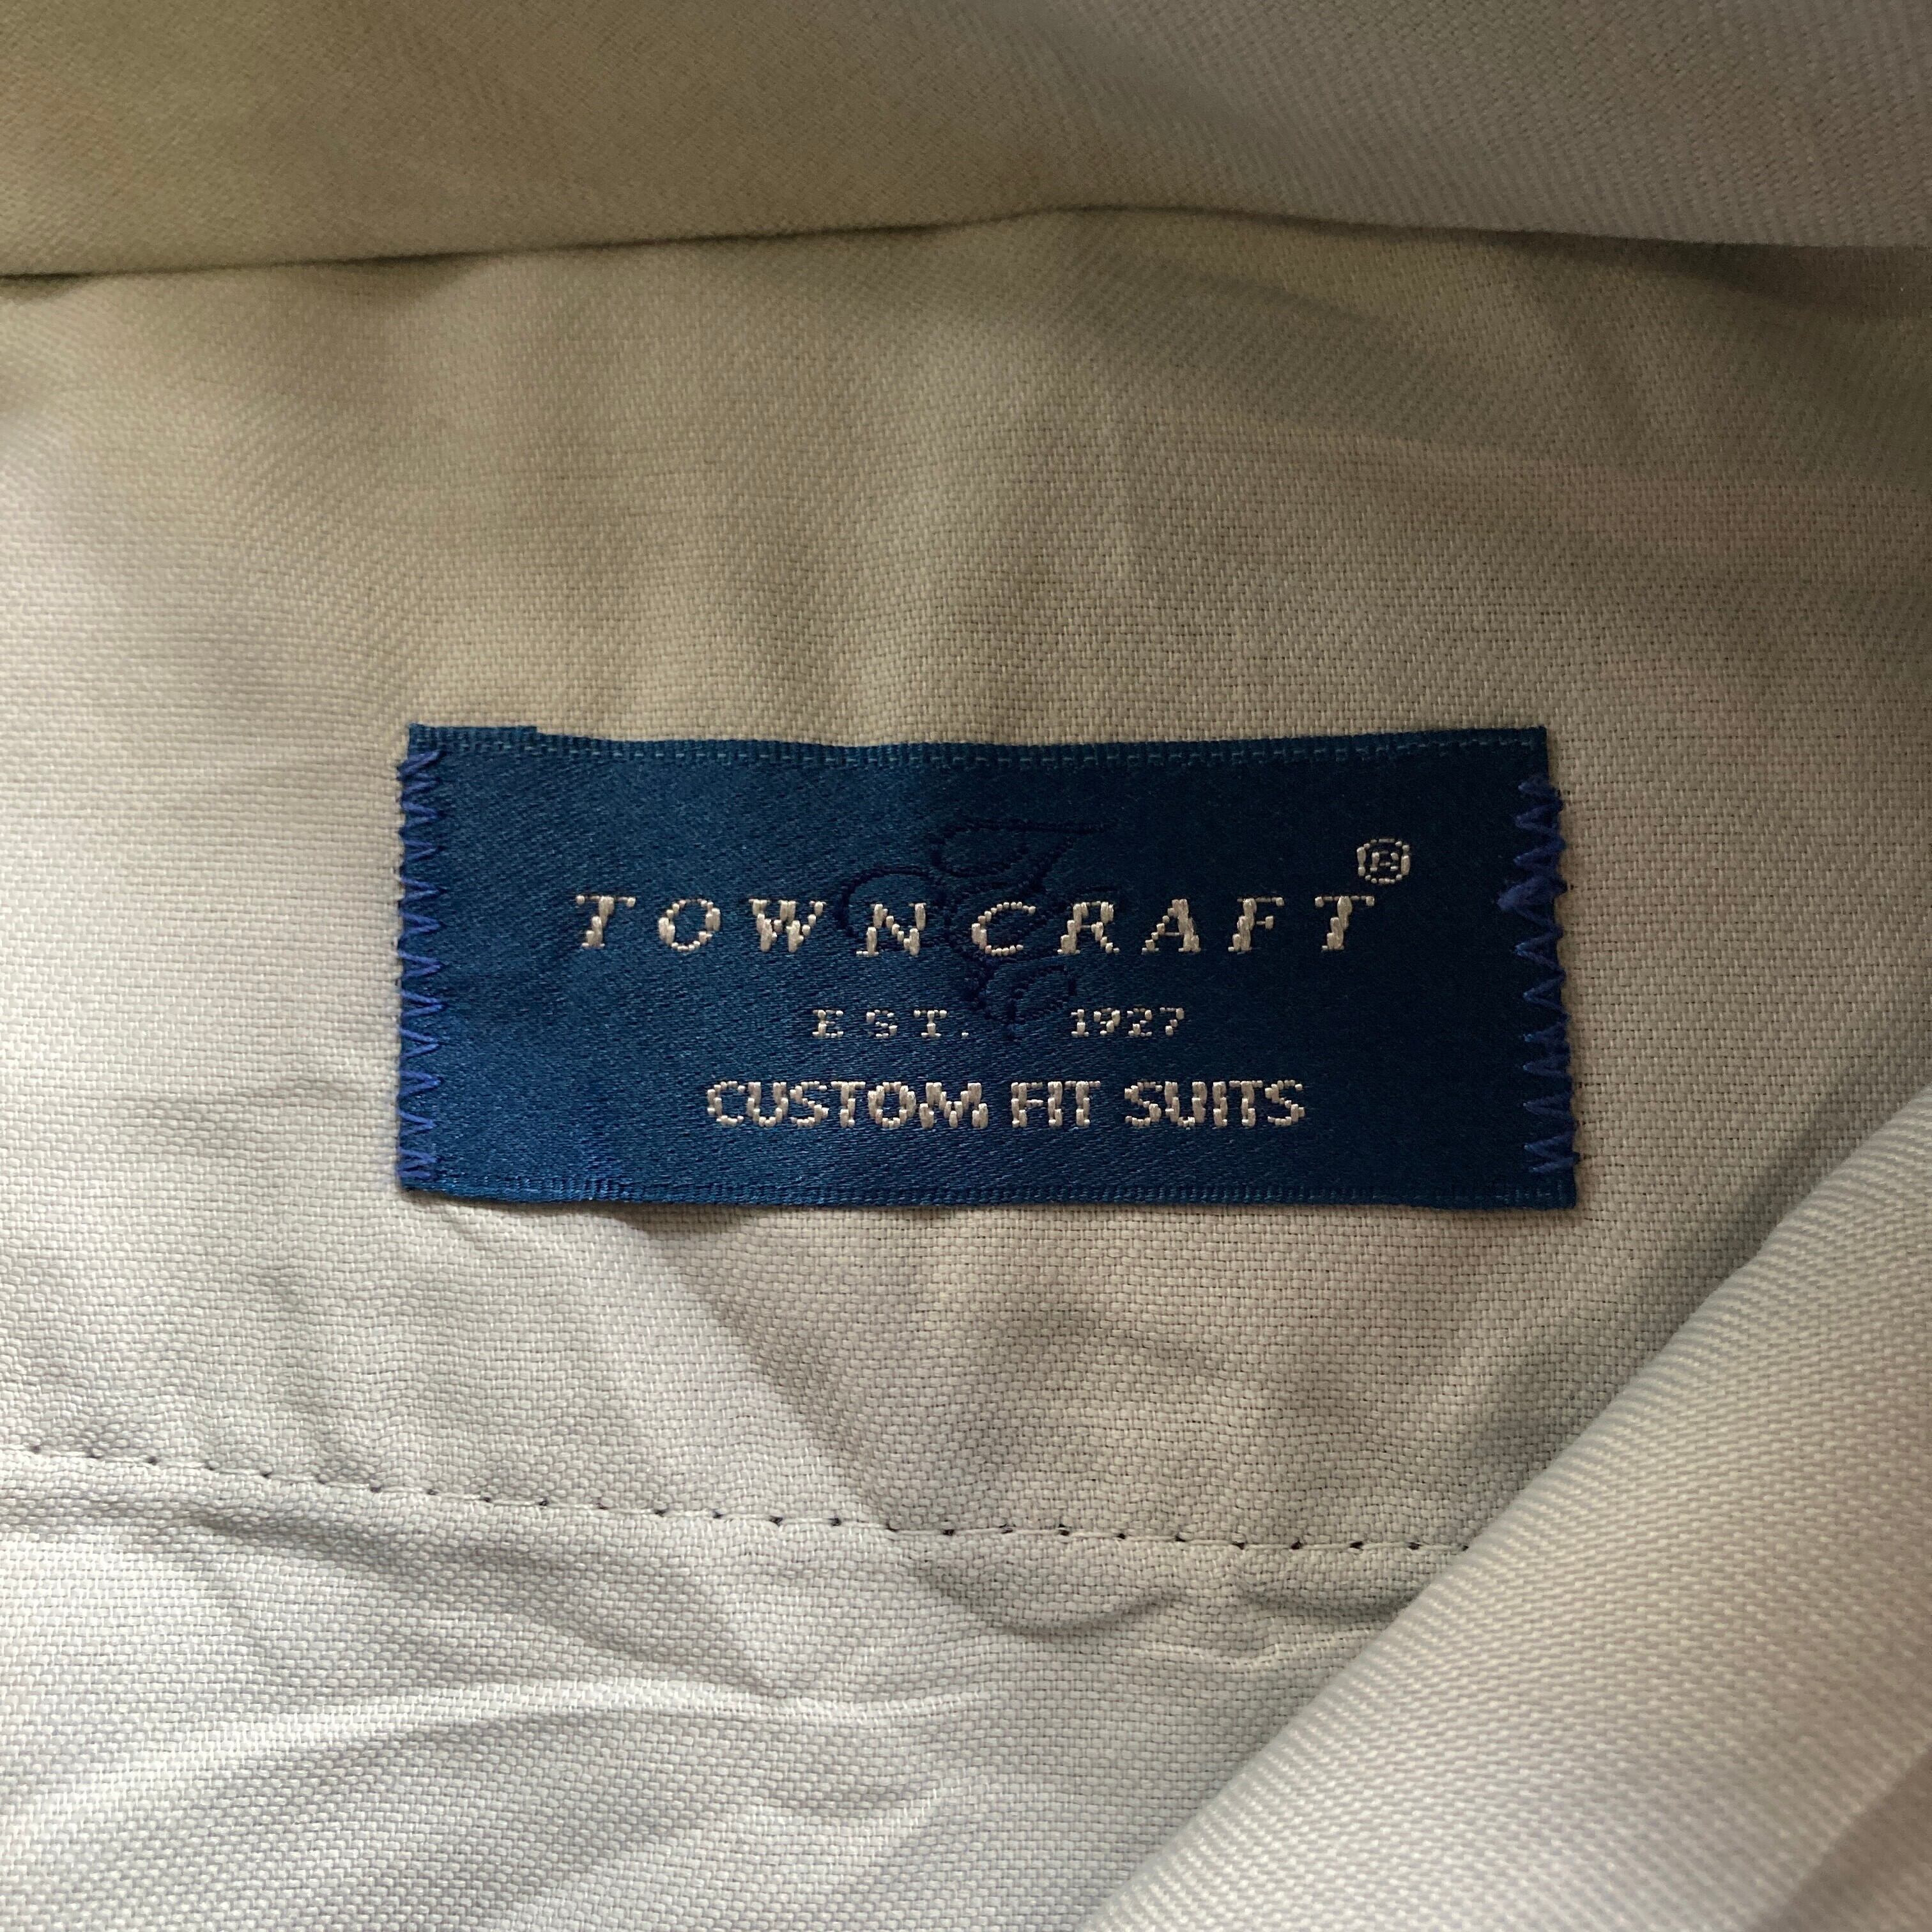 TOWNCRAFT®
EST. 1927
CUSTOM FIT SUITS